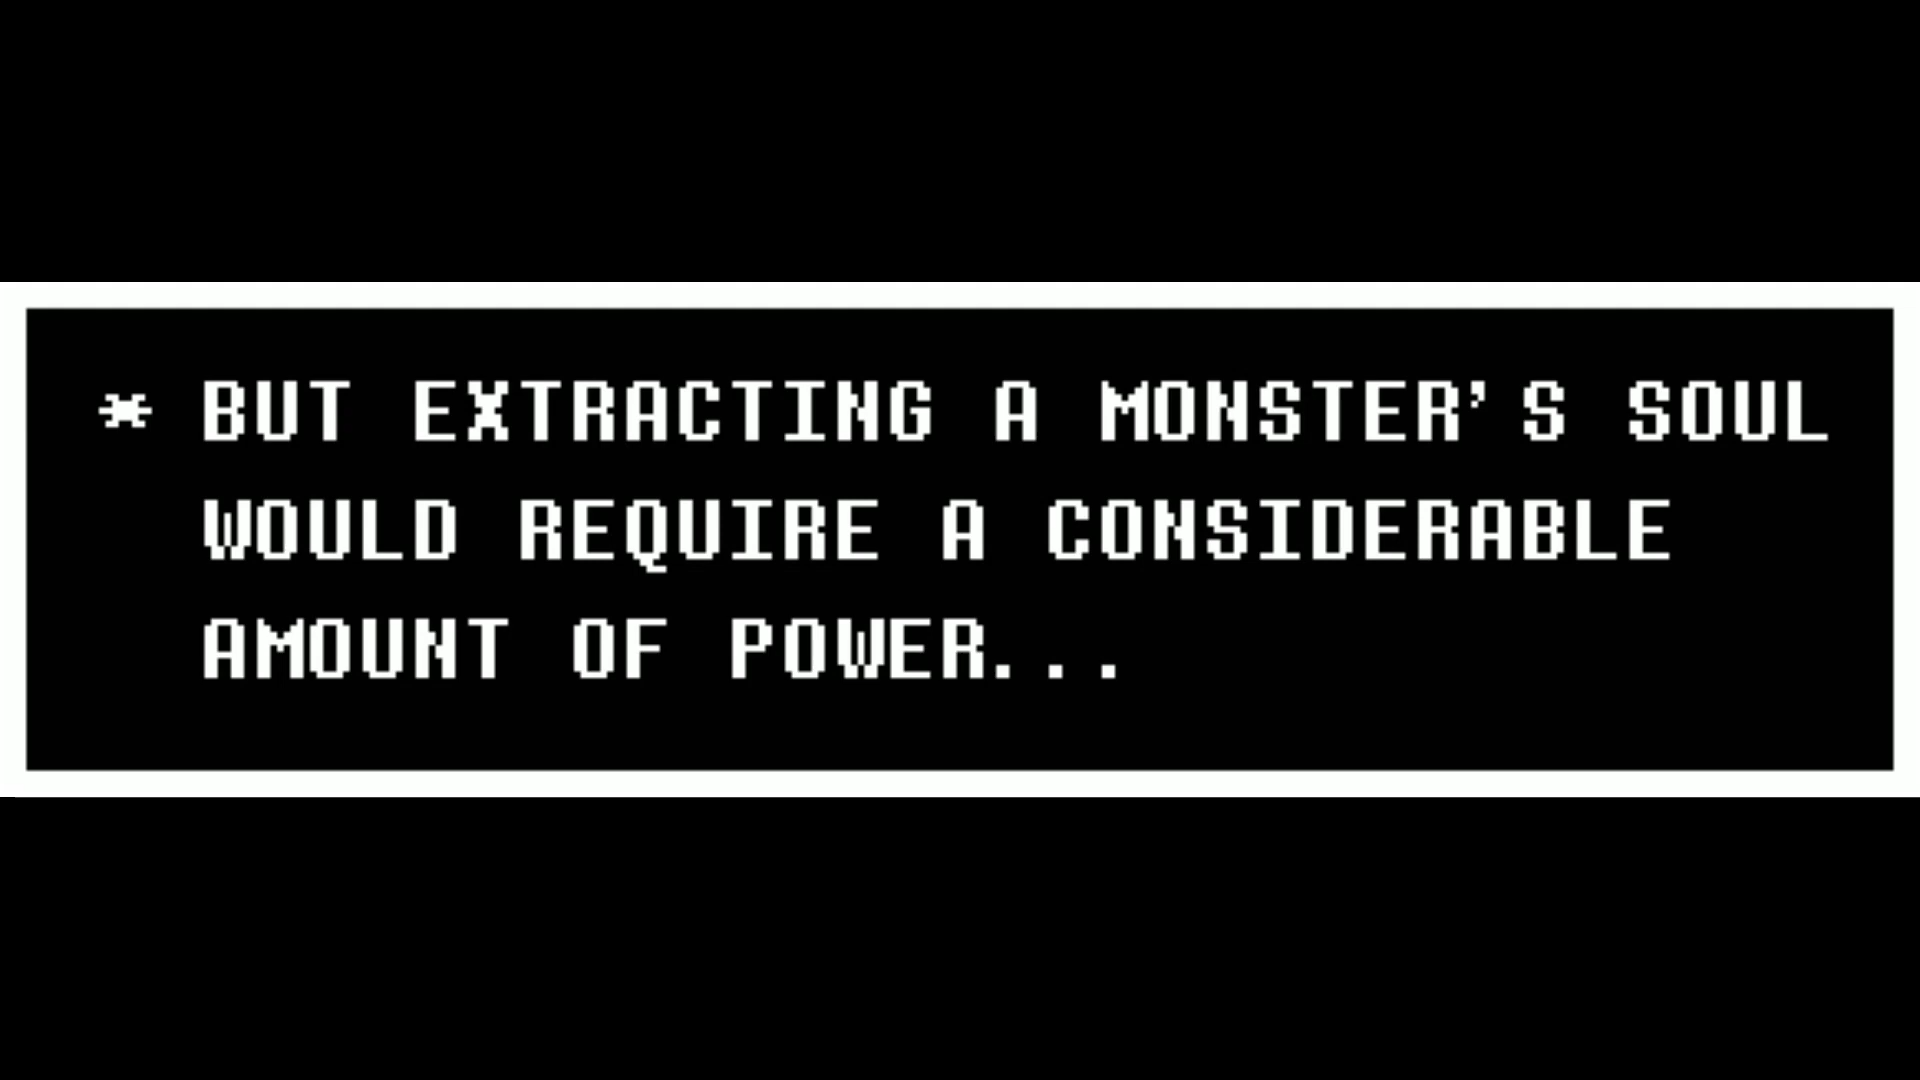 * BUT EXTRACTING A MONSTER'S SOUL
WOULD REQUIRE A CONSIDERABLE
AMOUNT OF POWER...